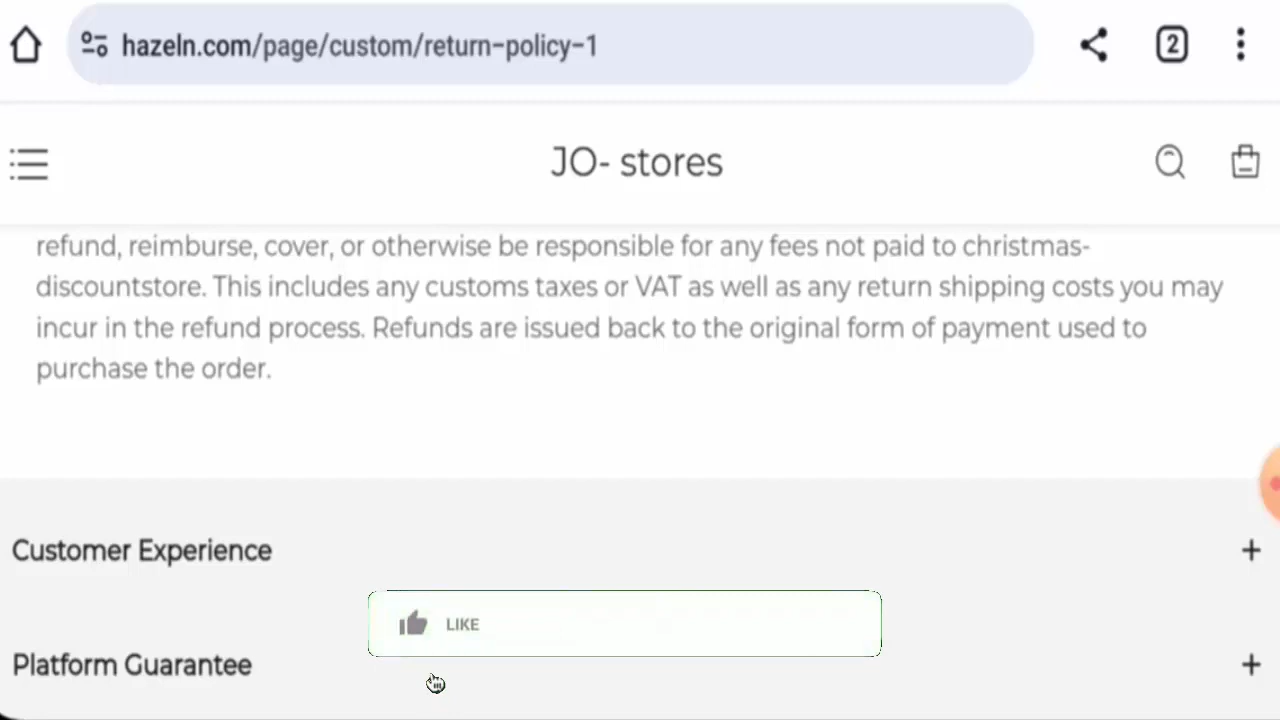 hazeln.com/page/custom/return-policy-1
2
JO- stores
refund, reimburse, cover, or otherwise be responsible for any fees not paid to christmas-
discountstore. This includes any customs taxes or VAT as well as any return shipping costs you may
incur in the refund process. Refunds are issued back to the original form of payment used to
purchase the order.
Customer Experience +
LIKE
Platform Guarantee +